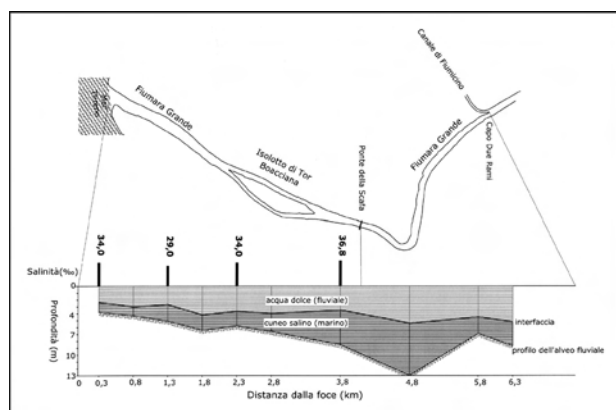 Canale di Fiumicino
Mar
Tirreno
Fiumara Grande
Isolotto di Tor
Boacciana
Ponte della Scafa
Fiumara Grande
Capo Due Rami
34,0
29,0
34,0
36,8
Salinità(‰)
Profondità
(m)
0
4
7
10
13
acqua dolce (fluviale)
cuneo salino (marino)
interfaccia
profilo dell'alveo fluviale
0,3
0,8
1,3
1,8
2,3
2,8
3,8
4,8
5,8
6,3
Distanza dalla foce (km)